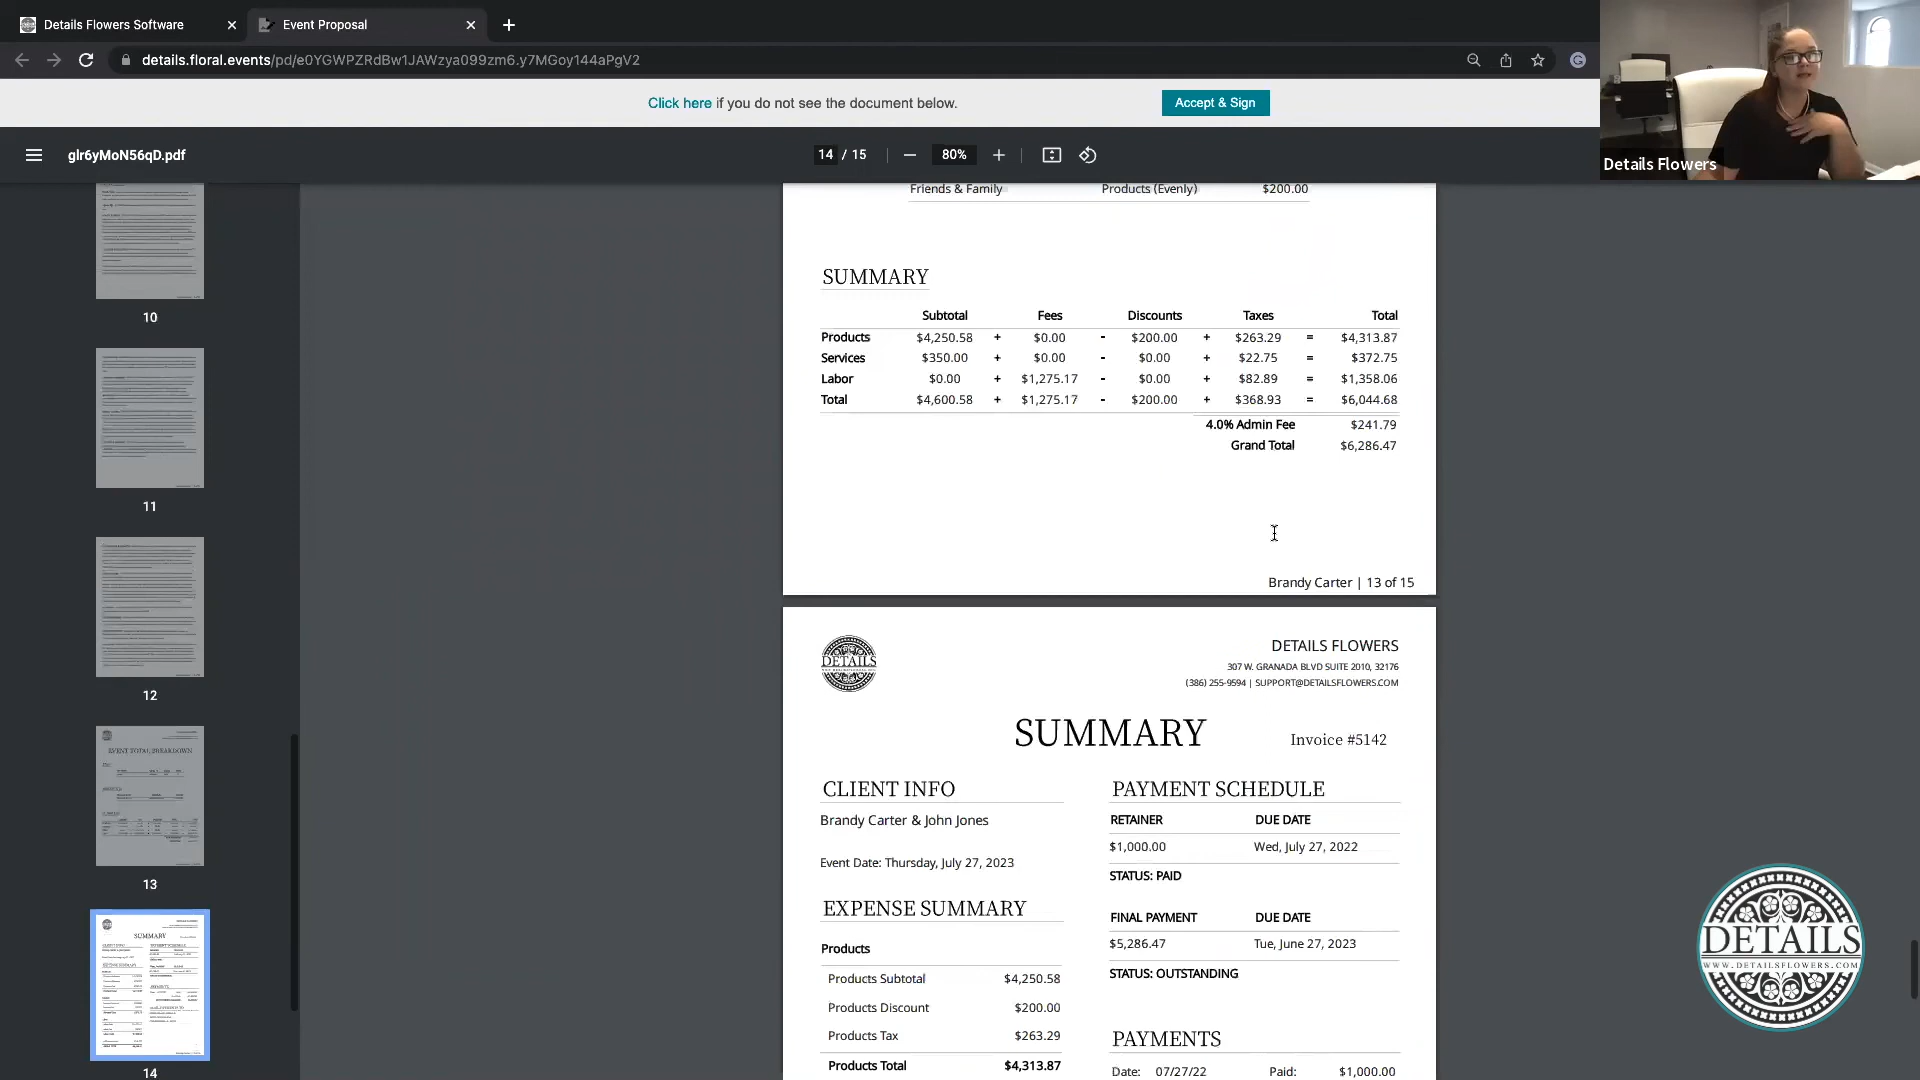 Details Flowers Software
Event Proposal
details.floral.events/pd/e0YGWPZRdBw1JAWzya099zm6.y7MGoy144aPgV2
Click here if you do not see the document below.
Accept & Sign
Details Flowers
glr6yMoN56qD.pdf
14 / 15
80%
Friends & Family Products (Evenly) $200.00
SUMMARY
Subtotal Fees Discounts Taxes Total
Products $4,250.58 + $0.00 - $200.00 + $263.29 = $4,313.87
Services $350.00 + $0.00 - $0.00 + $22.75 = $372.75
Labor $0.00 + $1,275.17 - $0.00 + $82.89 = $1,358.06
Total $4,600.58 + $1,275.17 - $200.00 + $368.93 = $6,044.68
4.0% Admin Fee $241.79
Grand Total $6,286.47
Brandy Carter | 13 of 15
DETAILS
DETAILS FLOWERS
307 W. GRANADA BLVD SUITE 2010, 32176
(386) 255-9594 | SUPPORT@DETAILSFLOWERS.COM
SUMMARY
Invoice #5142
CLIENT INFO
Brandy Carter & John Jones
Event Date: Thursday, July 27, 2023
EXPENSE SUMMARY
Products
Products Subtotal $4,250.58
Products Discount $200.00
Products Tax $263.29
Products Total $4,313.87
PAYMENT SCHEDULE
RETAINER DUE DATE
$1,000.00 Wed, July 27, 2022
STATUS: PAID
FINAL PAYMENT DUE DATE
$5,286.47 Tue, June 27, 2023
STATUS: OUTSTANDING
PAYMENTS
Date: 07/27/22 Paid: $1,000.00
10
11
12
EVENT TOTAL BREAKDOWN
13
SUMMARY
14
DETAILS
WWW.DETAILSFLOWERS.COM